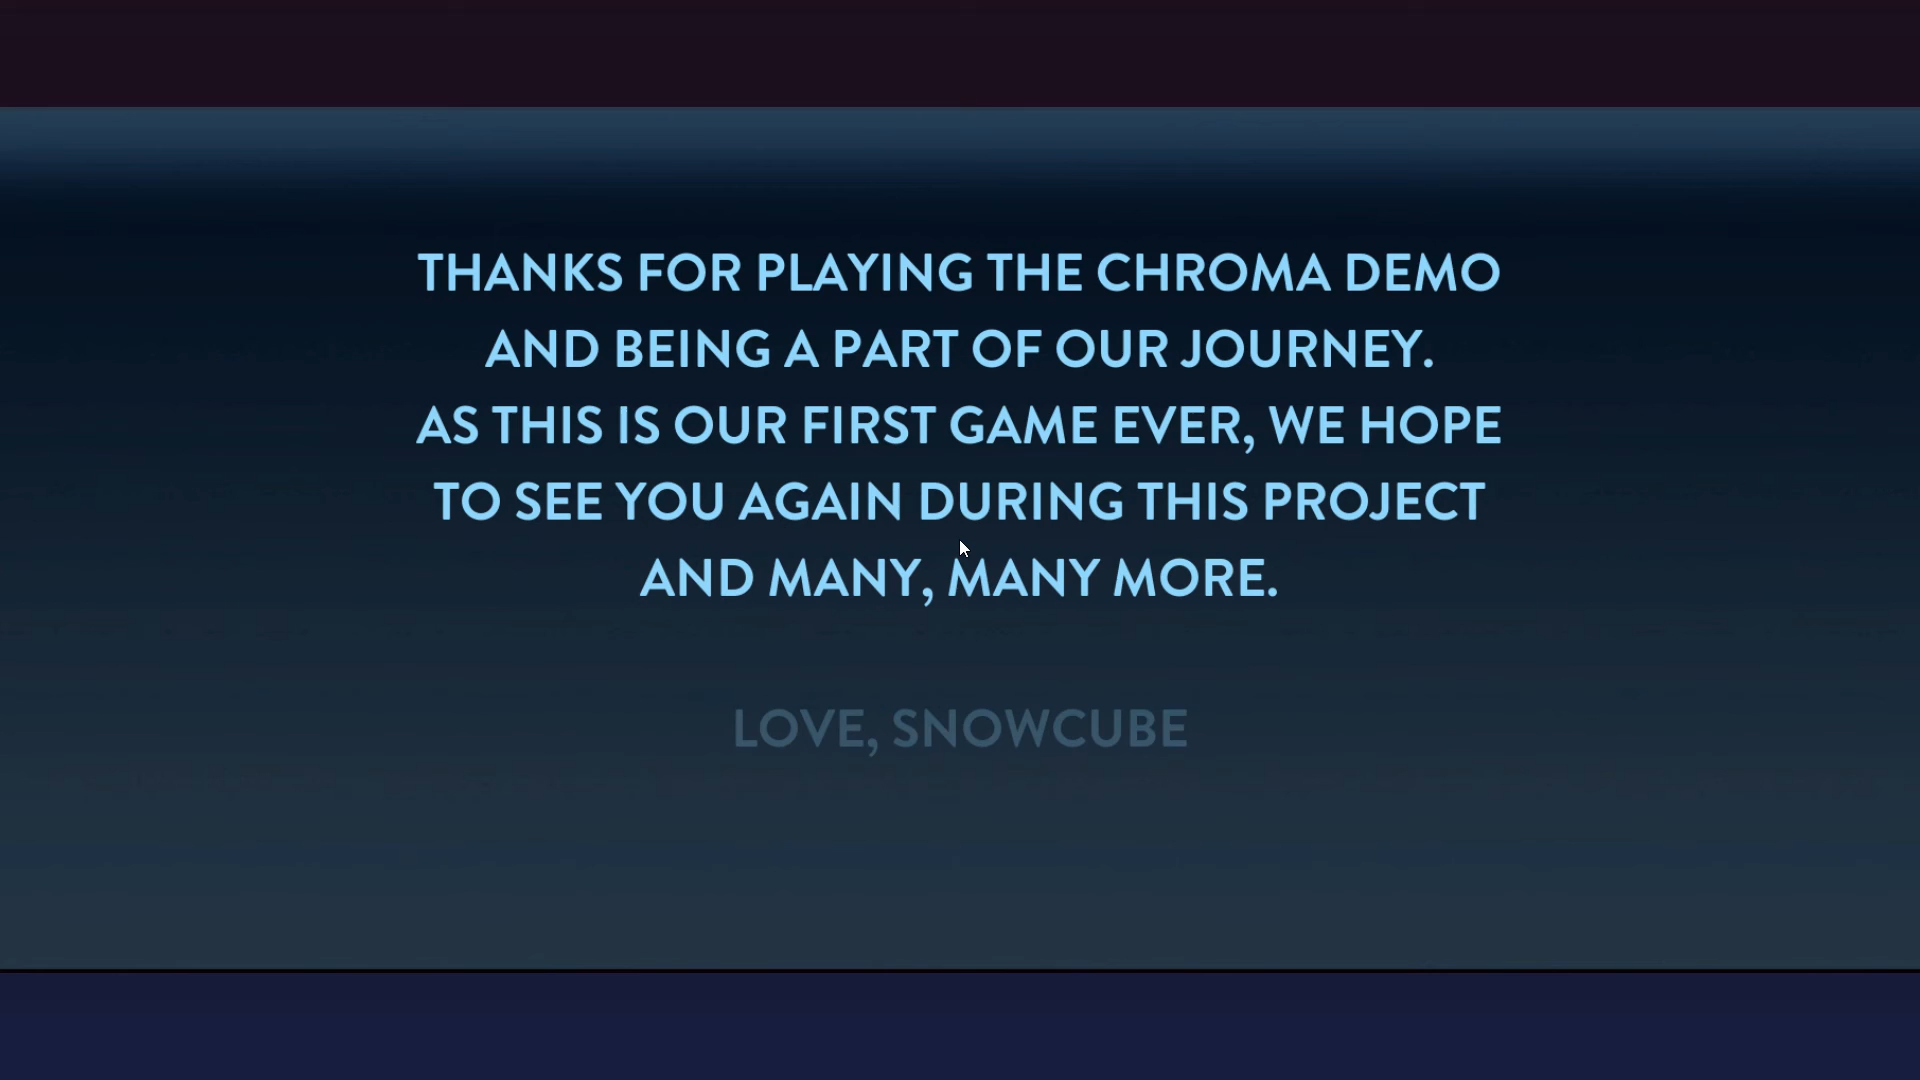 THANKS FOR PLAYING THE CHROMA DEMO
AND BEING A PART OF OUR JOURNEY.
AS THIS IS OUR FIRST GAME EVER, WE HOPE
TO SEE YOU AGAIN DURING THIS PROJECT
AND MANY, MANY MORE.
LOVE, SNOWCUBE